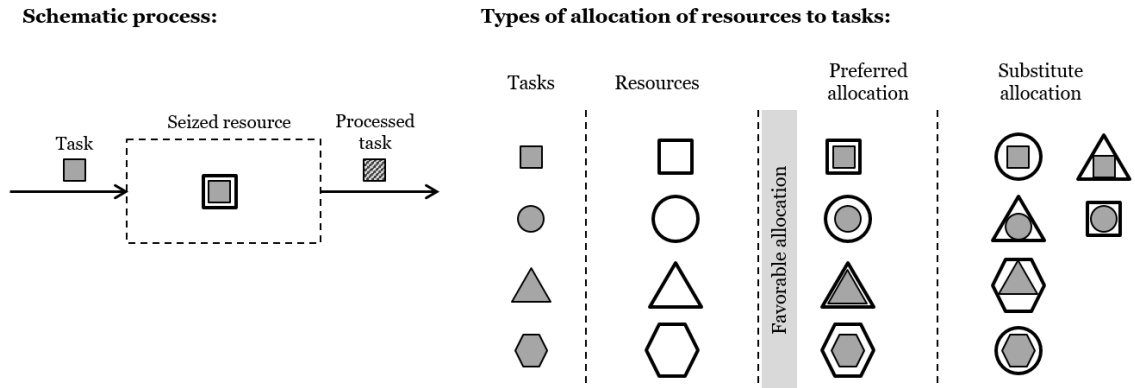 Schematic process:
Types of allocation of resources to tasks:
Tasks
Resources
Preferred
allocation
Substitute
allocation
Seized resource
Task
Processed
task
Favorable allocation